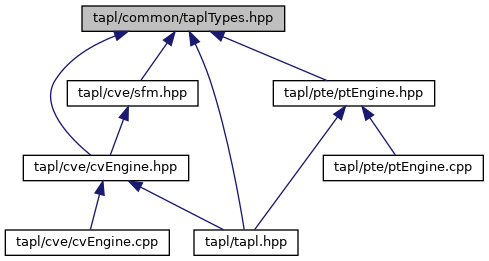 tapl/common/taplTypes.hpp
tapl/cve/sfm.hpp
tapl/pte/ptEngine.hpp
tapl/cve/cvEngine.hpp
tapl/pte/ptEngine.cpp
tapl/cve/cvEngine.cpp
tapl/tapl.hpp